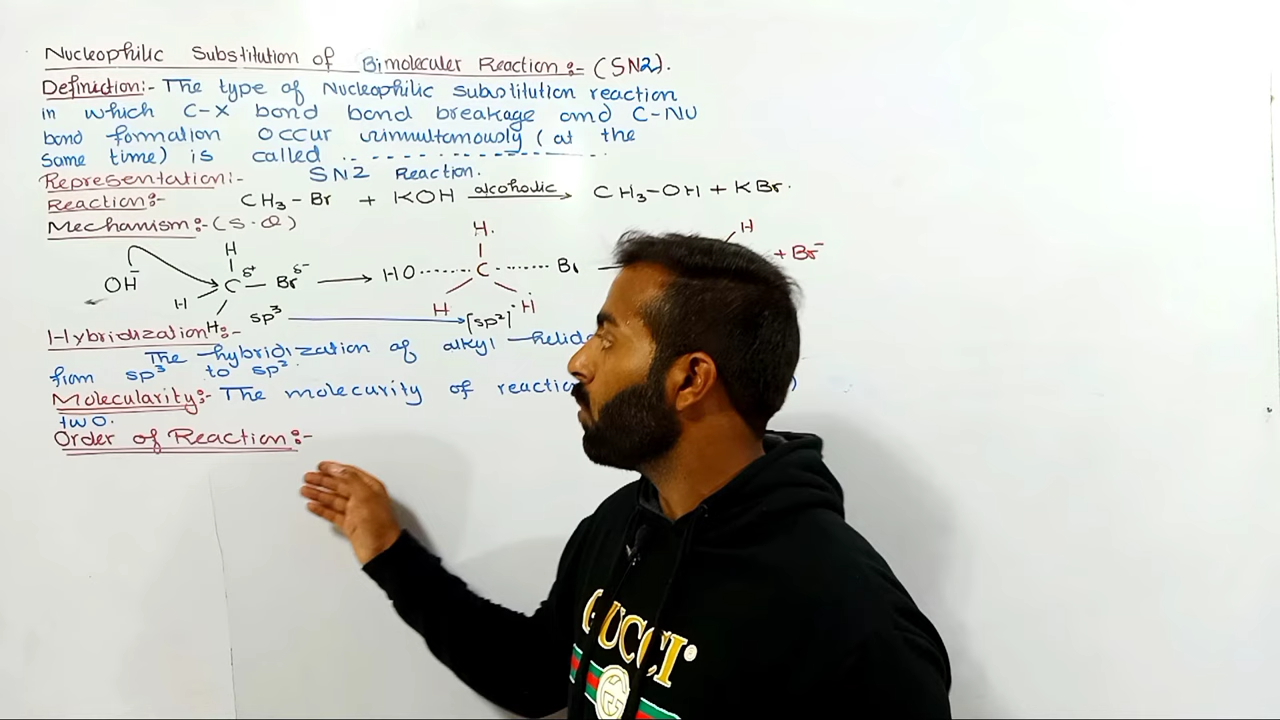 Nucleophilic Substitution of Bimoleculer Reaction:- (SN2).
Definiction:- The type of Nucleophilic substitution reaction
in which C-X bond bond breakage and C-NU
bond formation occur simmultamously (at the
same time) is called .. - - - - - - - - - - - - - .
SN2 Reaction.
Representation:-
Reaction:- CH3-Br + KOH alcoholic → CH3-OH + KBr.
Mechanism:- (S.Q)
H H. H
OH- C δ+ - Br δ- → HO ······· C ······· Br + Br-
H H H H
sp3 → [sp2]
Hybridization:-
The hybridization of alkyl helid
from sp3 to sp2.
Molecularity:- The molecurity of reactio )
two.
Order of Reaction:-
GUCCI